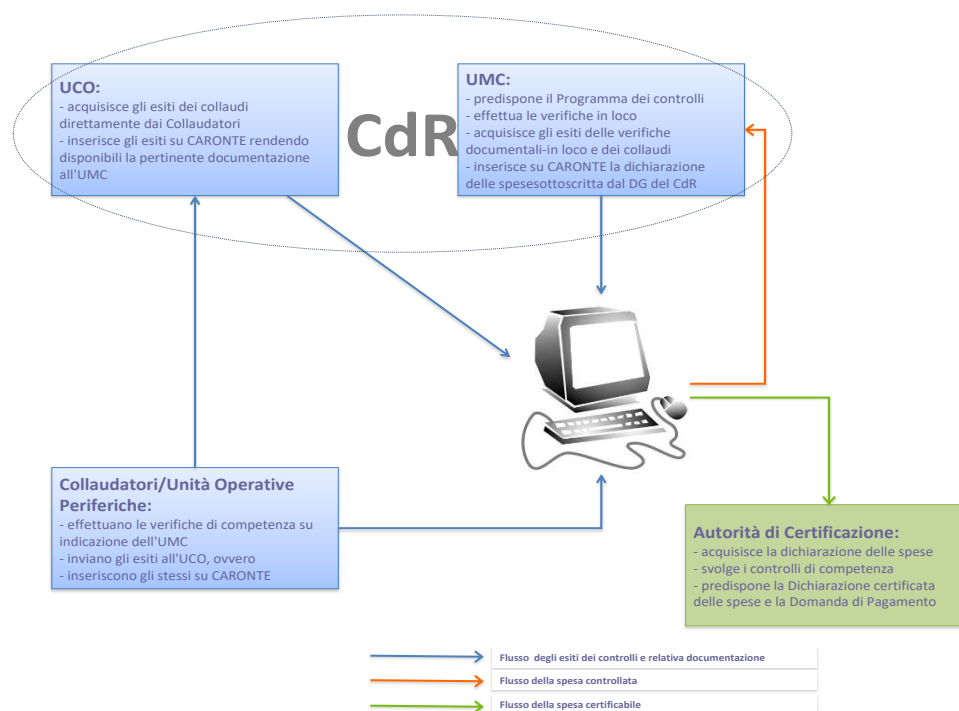 UCO:
- acquisisce gli esiti dei collaudi
direttamente dai Collaudatori
- inserisce gli esiti su CARONTE rendendo
disponibili la pertinente documentazione
all'UMC
CdR
UMC:
- predispone il Programma dei controlli
- effettua le verifiche in loco
- acquisisce gli esiti delle verifiche
documentali-in loco e dei collaudi
- inserisce su CARONTE la dichiarazione
delle spesesottoscritta dal DG del CdR
Collaudatori/Unità Operative
Periferiche:
- effettuano le verifiche di competenza su
indicazione dell'UMC
- inviano gli esiti all'UCO, ovvero
- inseriscono gli stessi su CARONTE
Autorità di Certificazione:
- acquisisce la dichiarazione delle spese
- svolge i controlli di competenza
- predispone la Dichiarazione certificata
delle spese e la Domanda di Pagamento
Flusso degli esiti dei controlli e relativa documentazione
Flusso della spesa controllata
Flusso della spesa certificabile